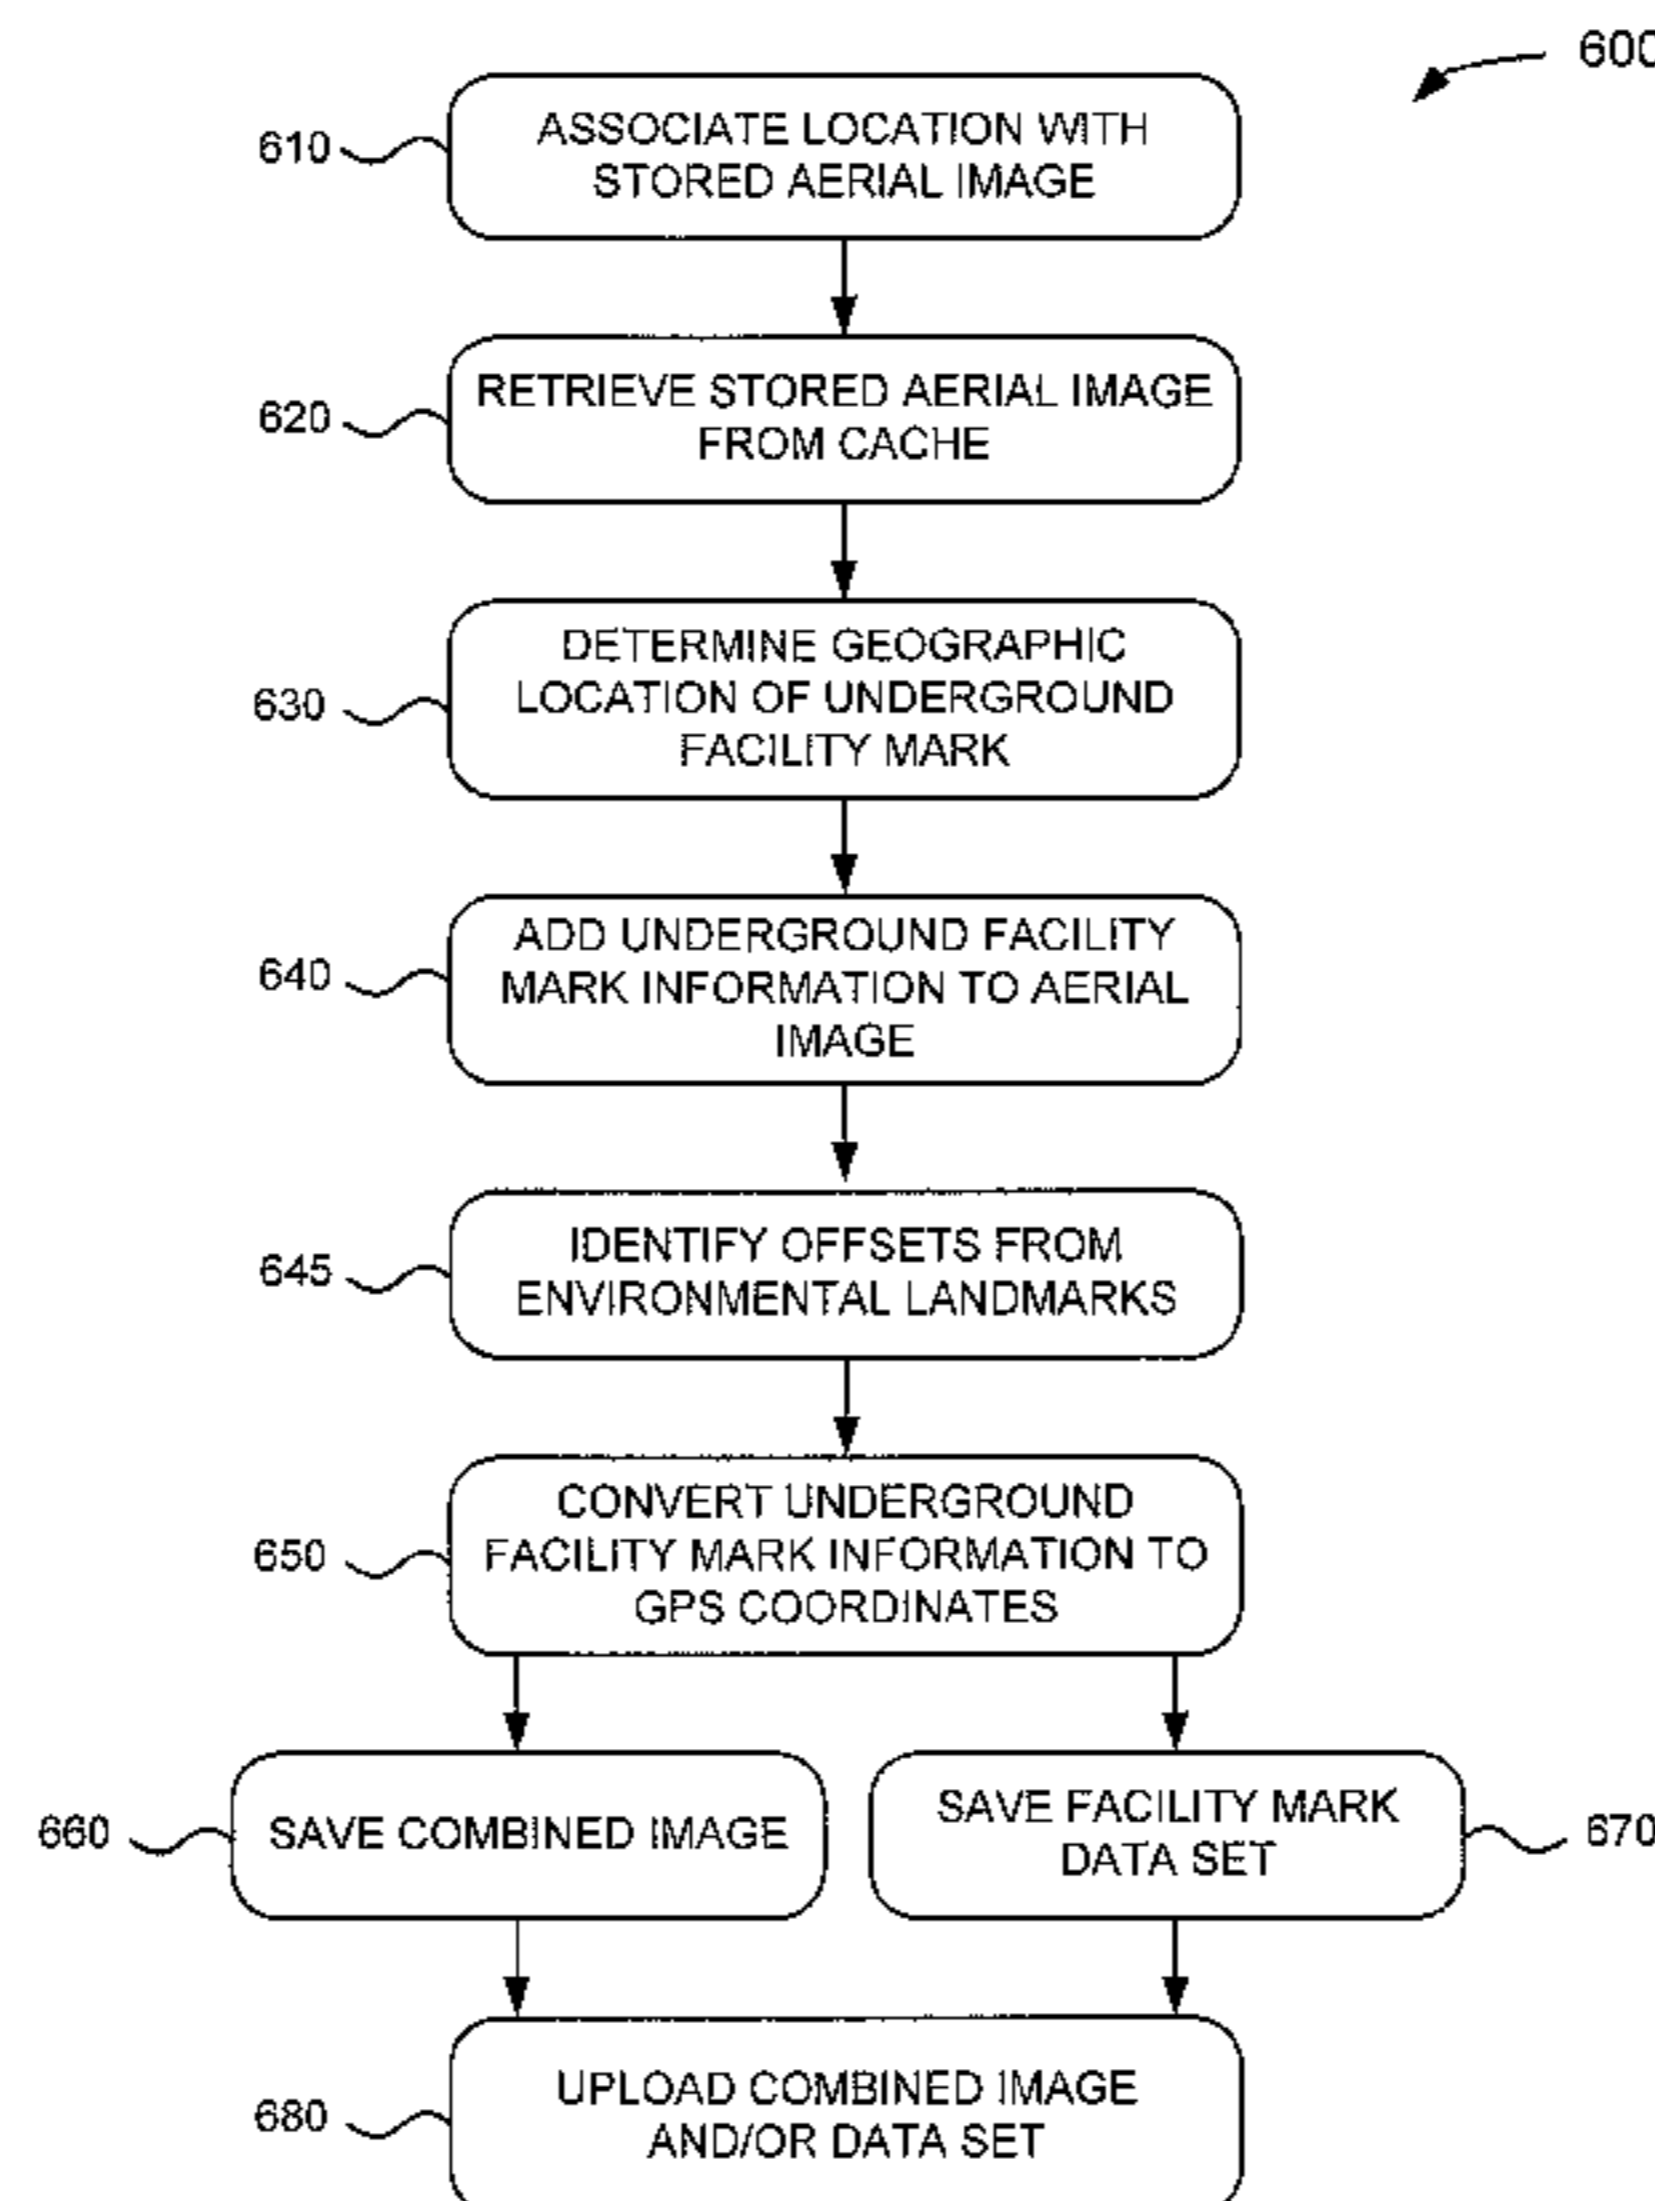 600
610
ASSOCIATE LOCATION WITH
STORED AERIAL IMAGE
620
RETRIEVE STORED AERIAL IMAGE
FROM CACHE
630
DETERMINE GEOGRAPHIC
LOCATION OF UNDERGROUND
FACILITY MARK
640
ADD UNDERGROUND FACILITY
MARK INFORMATION TO AERIAL
IMAGE
645
IDENTIFY OFFSETS FROM
ENVIRONMENTAL LANDMARKS
650
CONVERT UNDERGROUND
FACILITY MARK INFORMATION TO
GPS COORDINATES
660
SAVE COMBINED IMAGE
SAVE FACILITY MARK
DATA SET
670
680
UPLOAD COMBINED IMAGE
AND/OR DATA SET